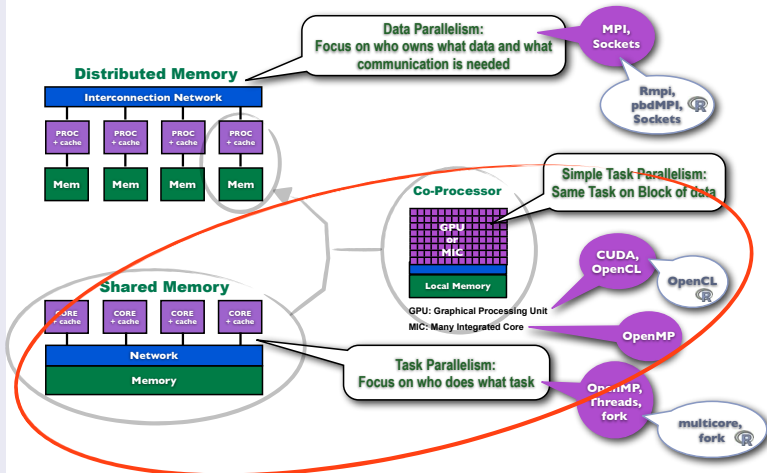 Data Parallelism:
Focus on who owns what data and what
communication is needed
MPI,
Sockets
Rmpi,
pbdMPI, R
Sockets
Distributed Memory
Interconnection Network
PROC
+ cache
PROC
+ cache
PROC
+ cache
PROC
+ cache
Mem
Mem
Mem
Mem
Co-Processor
Simple Task Parallelism:
Same Task on Block of data
GPU
or
MIC
Local Memory
GPU: Graphical Processing Unit
MIC: Many Integrated Core
CUDA,
OpenCL
OpenCL
R
OpenMP
Shared Memory
CORE
+ cache
CORE
+ cache
CORE
+ cache
CORE
+ cache
Network
Memory
Task Parallelism:
Focus on who does what task
OpenMP,
Threads,
fork
multicore,
fork R